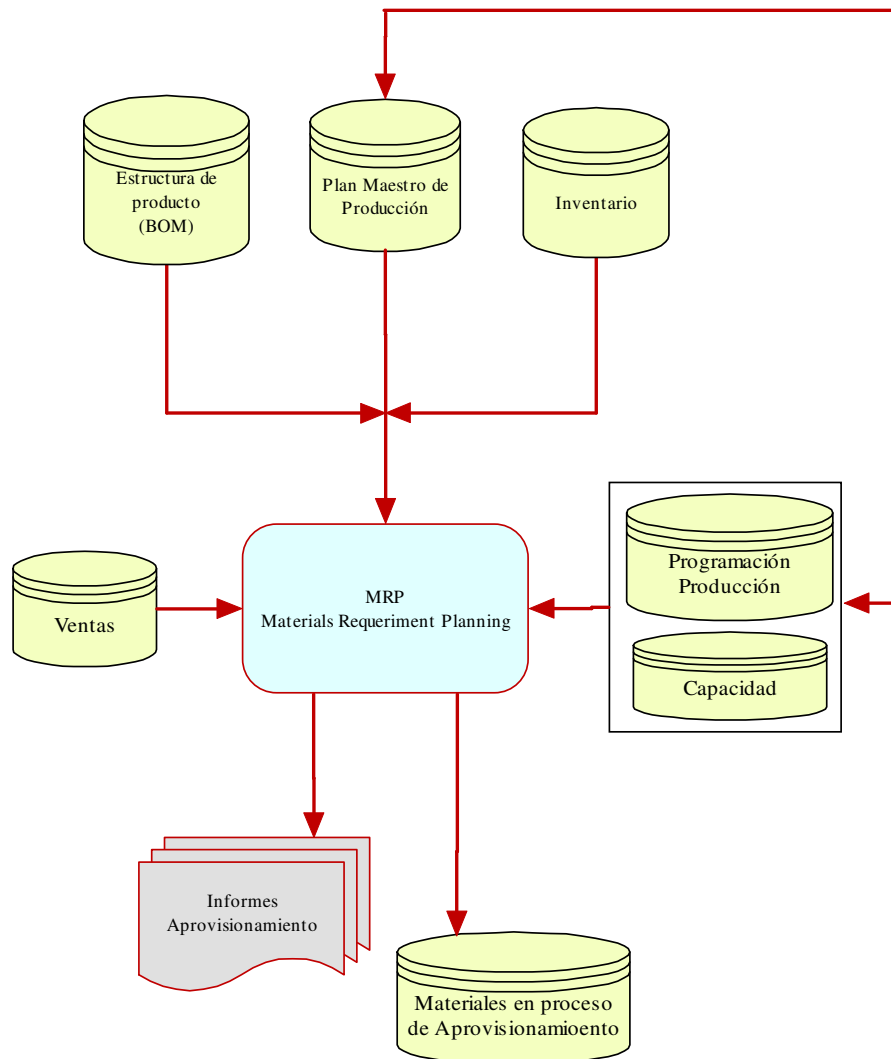 Estructura de
producto
(BOM)
Plan Maestro de
Producción
Inventario
MRP
Materials Requeriment Planning
Ventas
Programación
Producción
Capacidad
Informes
Aprovisionamiento
Materiales en proceso
de Aprovisionamioento